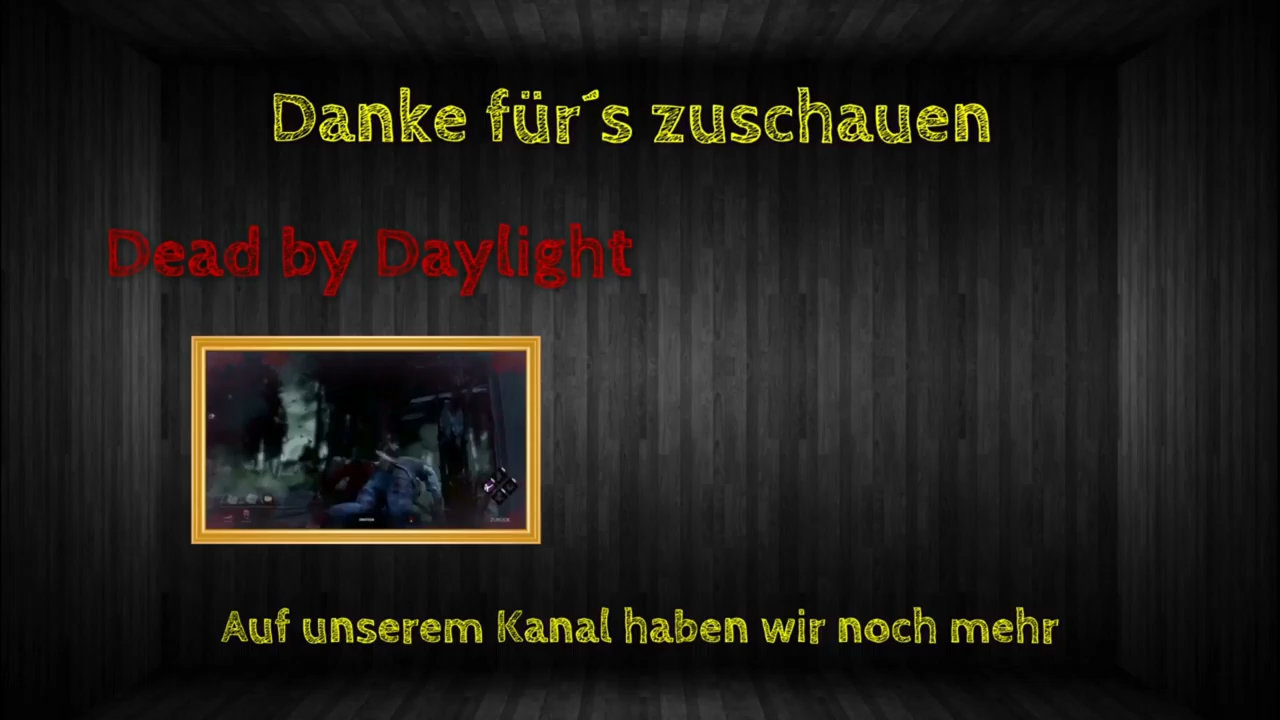 Danke für´s zuschauen
Dead by Daylight
Auf unserem Kanal haben wir noch mehr